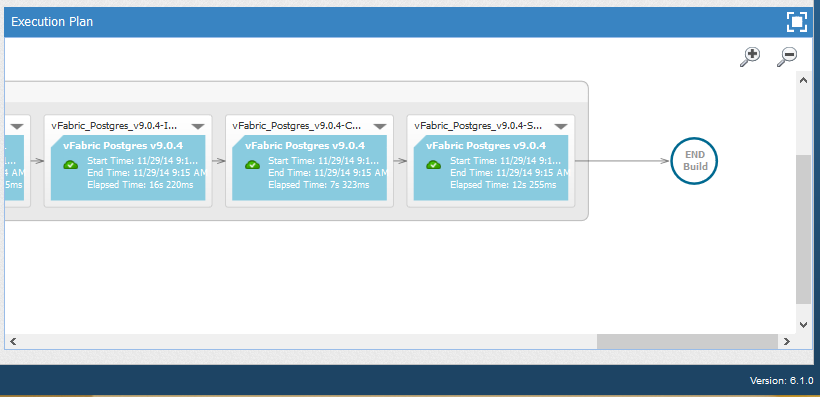 Execution Plan
vFabric_Postgres_v9.0.4-I...
vFabric_Postgres_v9.0.4-C...
vFabric_Postgres_v9.0.4-S...
vFabric Postgres v9.0.4
Start Time: 11/29/14 9:1...
End Time: 11/29/14 9:15 AM
Elapsed Time: 16s 220ms
vFabric Postgres v9.0.4
Start Time: 11/29/14 9:1...
End Time: 11/29/14 9:15 AM
Elapsed Time: 7s 323ms
vFabric Postgres v9.0.4
Start Time: 11/29/14 9:1...
End Time: 11/29/14 9:15 AM
Elapsed Time: 12s 255ms
END
Build
Version: 6.1.0